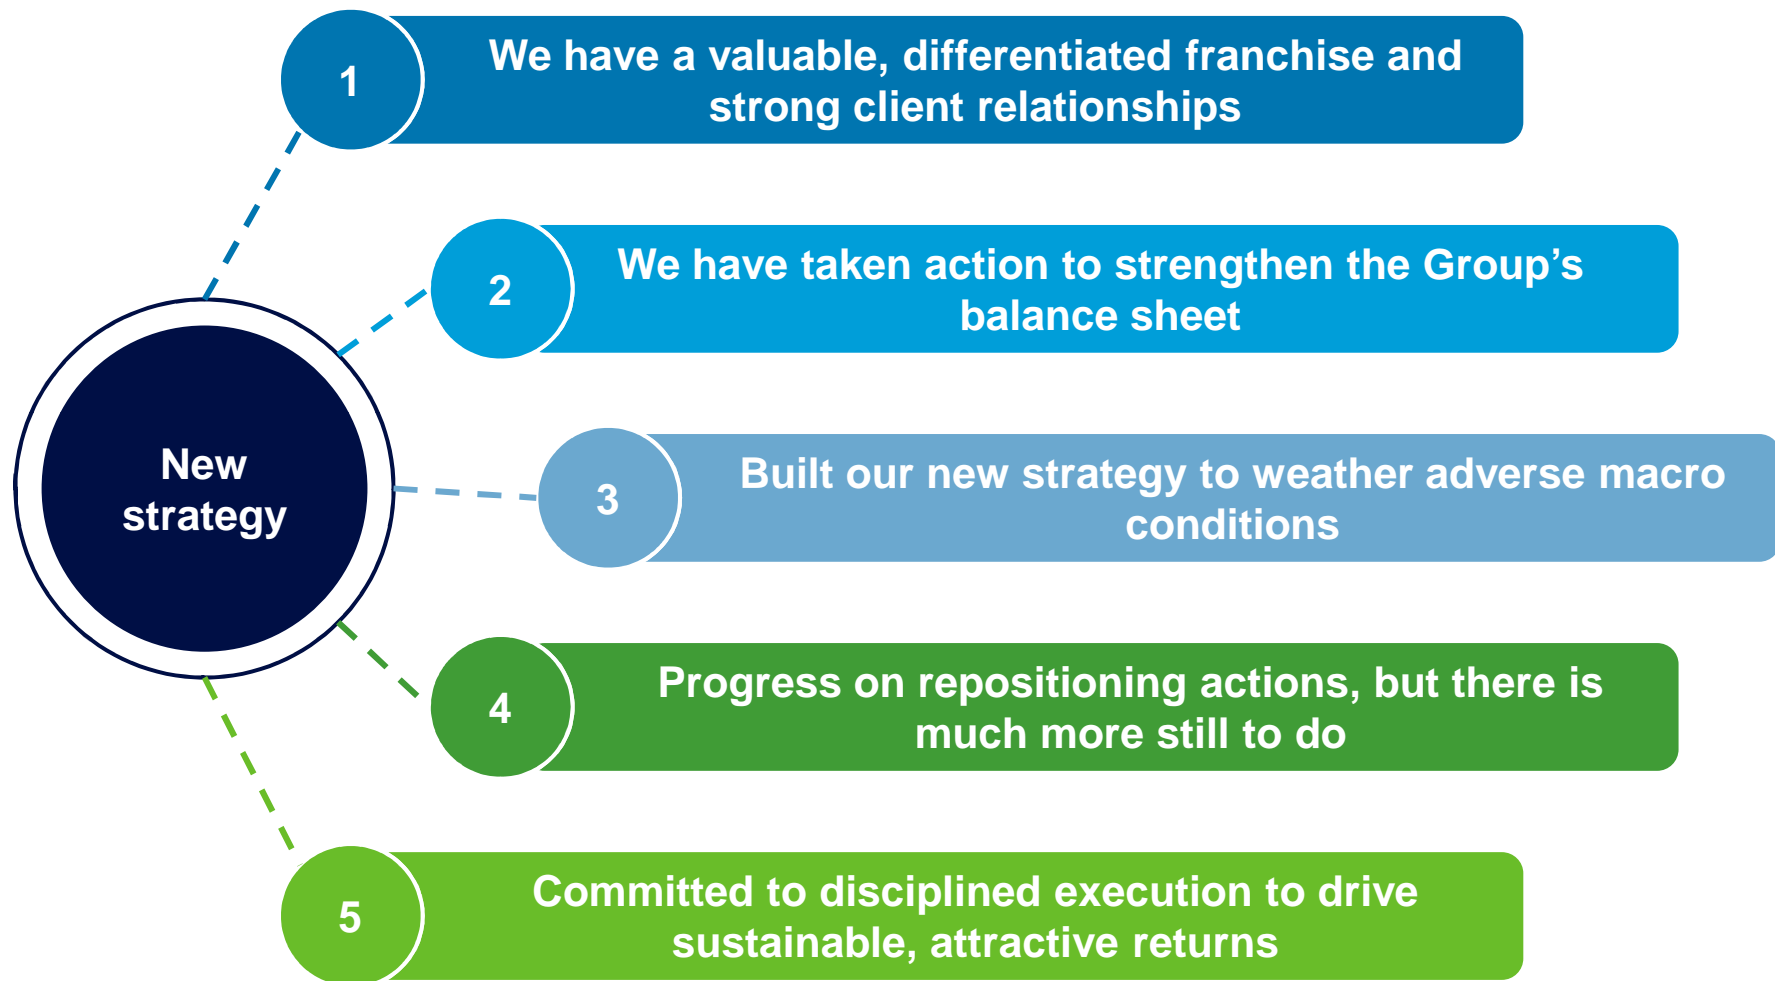 1
We have a valuable, differentiated franchise and
strong client relationships
2
We have taken action to strengthen the Group’s
balance sheet
New
strategy
3
Built our new strategy to weather adverse macro
conditions
4
Progress on repositioning actions, but there is
much more still to do
5
Committed to disciplined execution to drive
sustainable, attractive returns